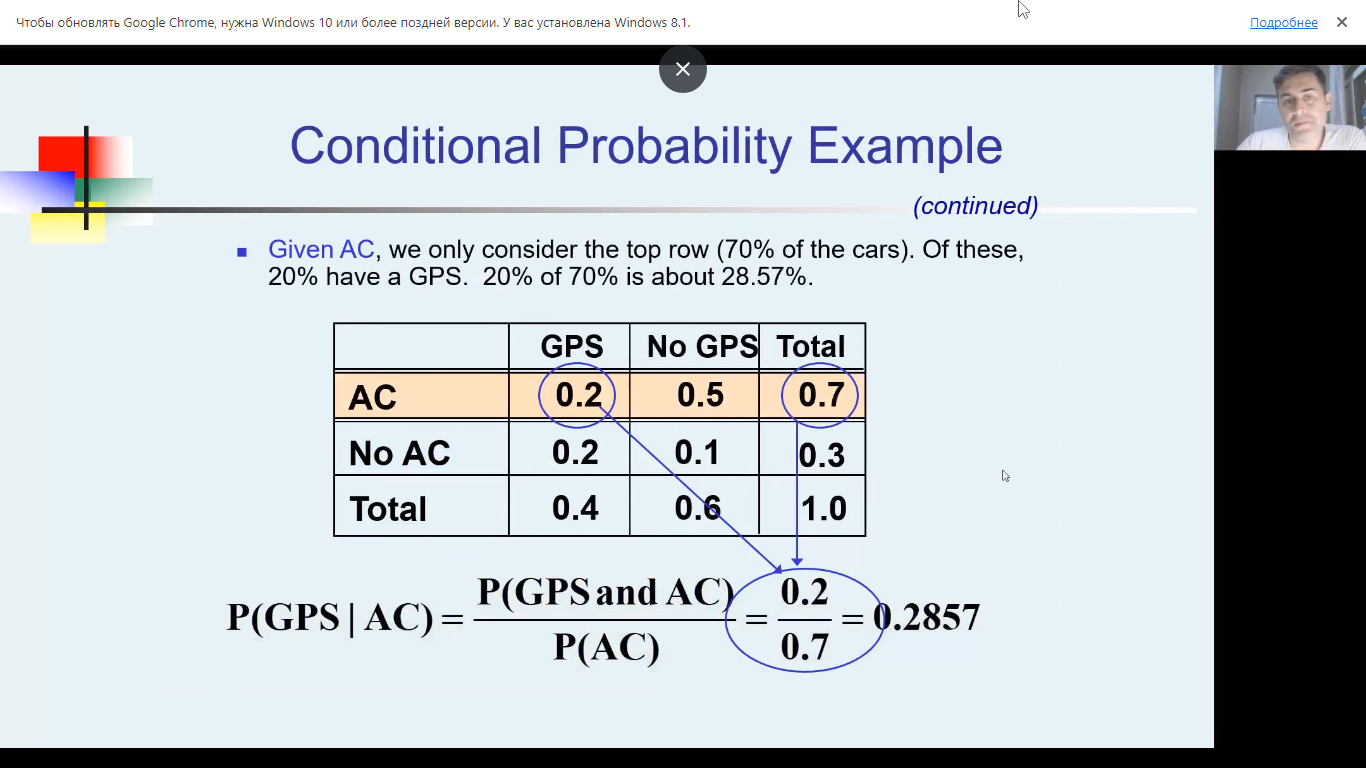 Чтобы обновлять Google Chrome, нужна Windows 10 или более поздней версии. У вас установлена Windows 8.1.
Подробнее
Conditional Probability Example
(continued)
Given AC, we only consider the top row (70% of the cars). Of these,
20% have a GPS. 20% of 70% is about 28.57%.
GPS No GPS Total
AC 0.2 0.5 0.7
No AC 0.2 0.1 0.3
Total 0.4 0.6 1.0
P(GPS and AC) 0.2
P(GPS | AC) = = = 0.2857
P(AC) 0.7